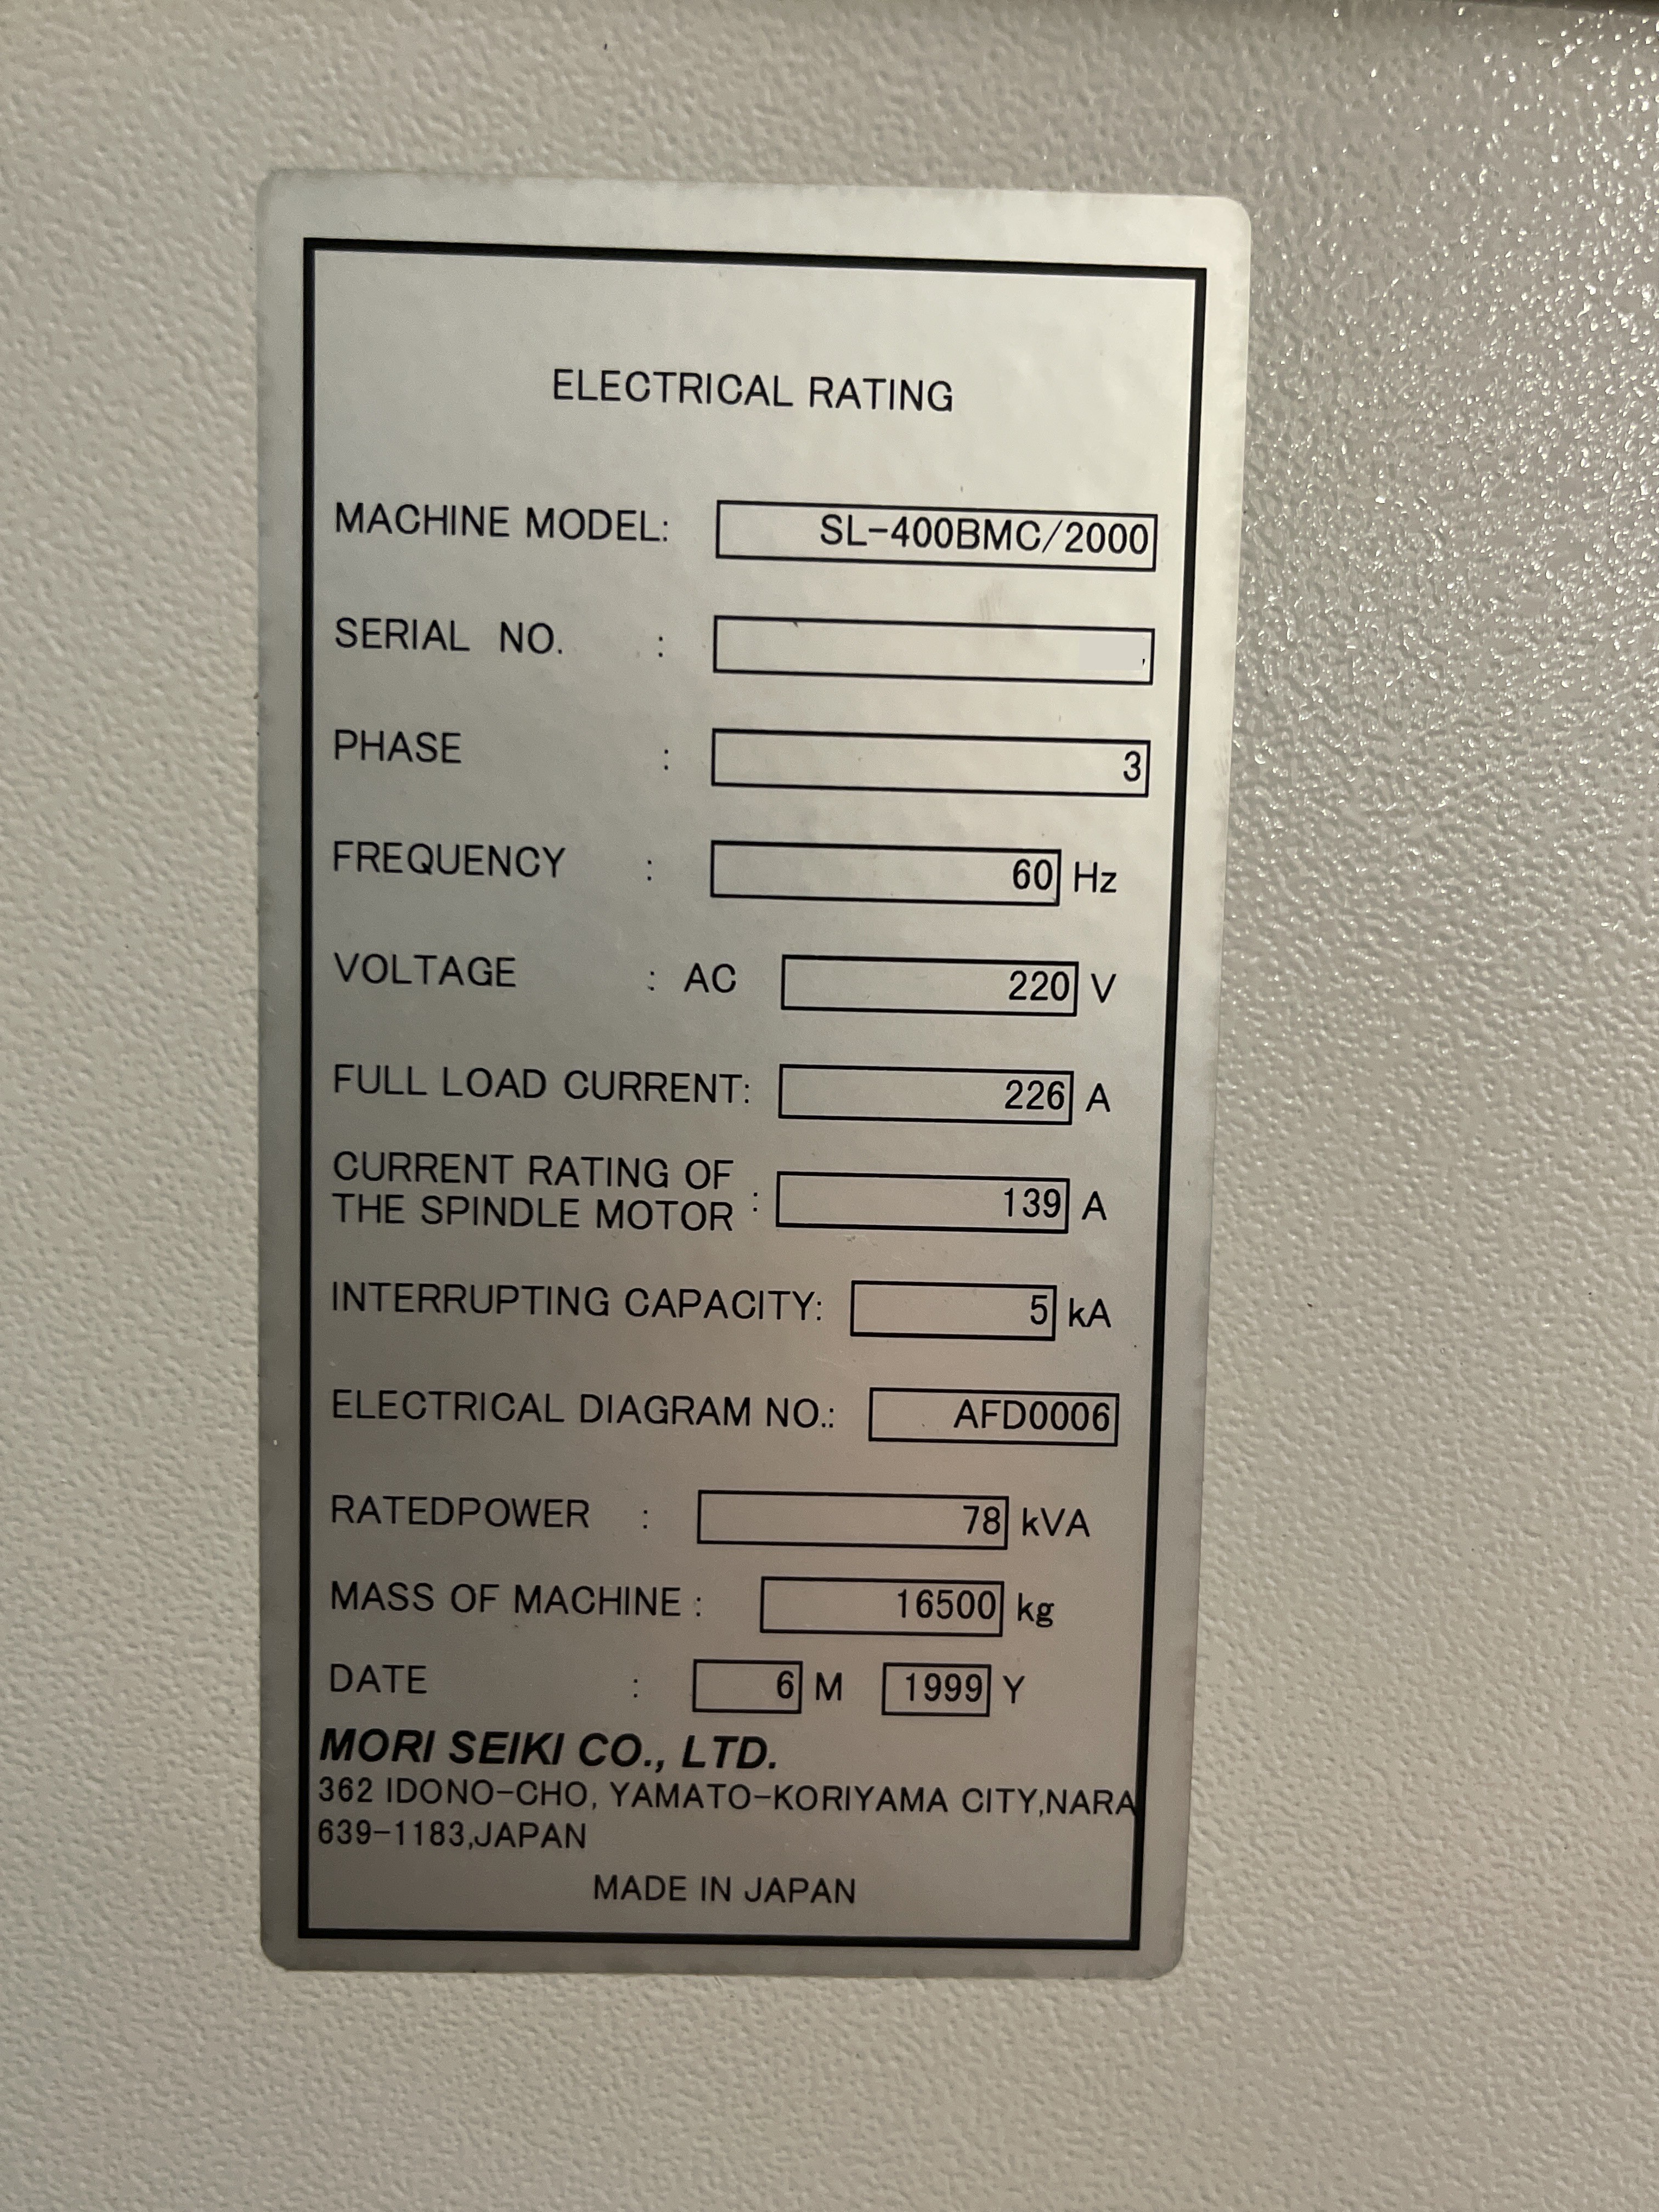 ELECTRICAL RATING
MACHINE MODEL: SL-400BMC/2000
SERIAL NO. :
PHASE : 3
FREQUENCY : 60 Hz
VOLTAGE : AC 220 V
FULL LOAD CURRENT: 226 A
CURRENT RATING OF
THE SPINDLE MOTOR : 139 A
INTERRUPTING CAPACITY: 5 kA
ELECTRICAL DIAGRAM NO.: AFD0006
RATEDPOWER : 78 kVA
MASS OF MACHINE : 16500 kg
DATE : 6 M 1999 Y
MORI SEIKI CO., LTD.
362 IDONO-CHO, YAMATO-KORIYAMA CITY,NARA
639-1183,JAPAN
MADE IN JAPAN